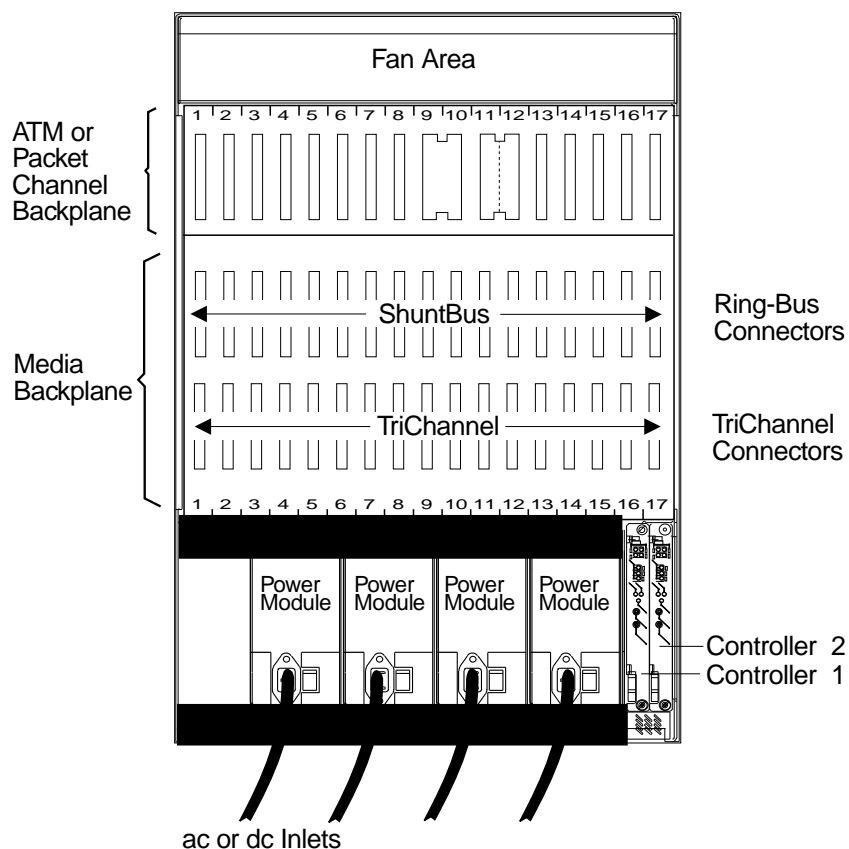 Fan Area
1 2 3 4 5 6 7 8 9 10 11 12 13 14 15 16 17
ATM or
Packet
Channel
Backplane
ShuntBus
Ring-Bus
Connectors
Media
Backplane
TriChannel
TriChannel
Connectors
1 2 3 4 5 6 7 8 9 10 11 12 13 14 15 16 17
Power
Module
Power
Module
Power
Module
Power
Module
Controller 2
Controller 1
ac or dc Inlets